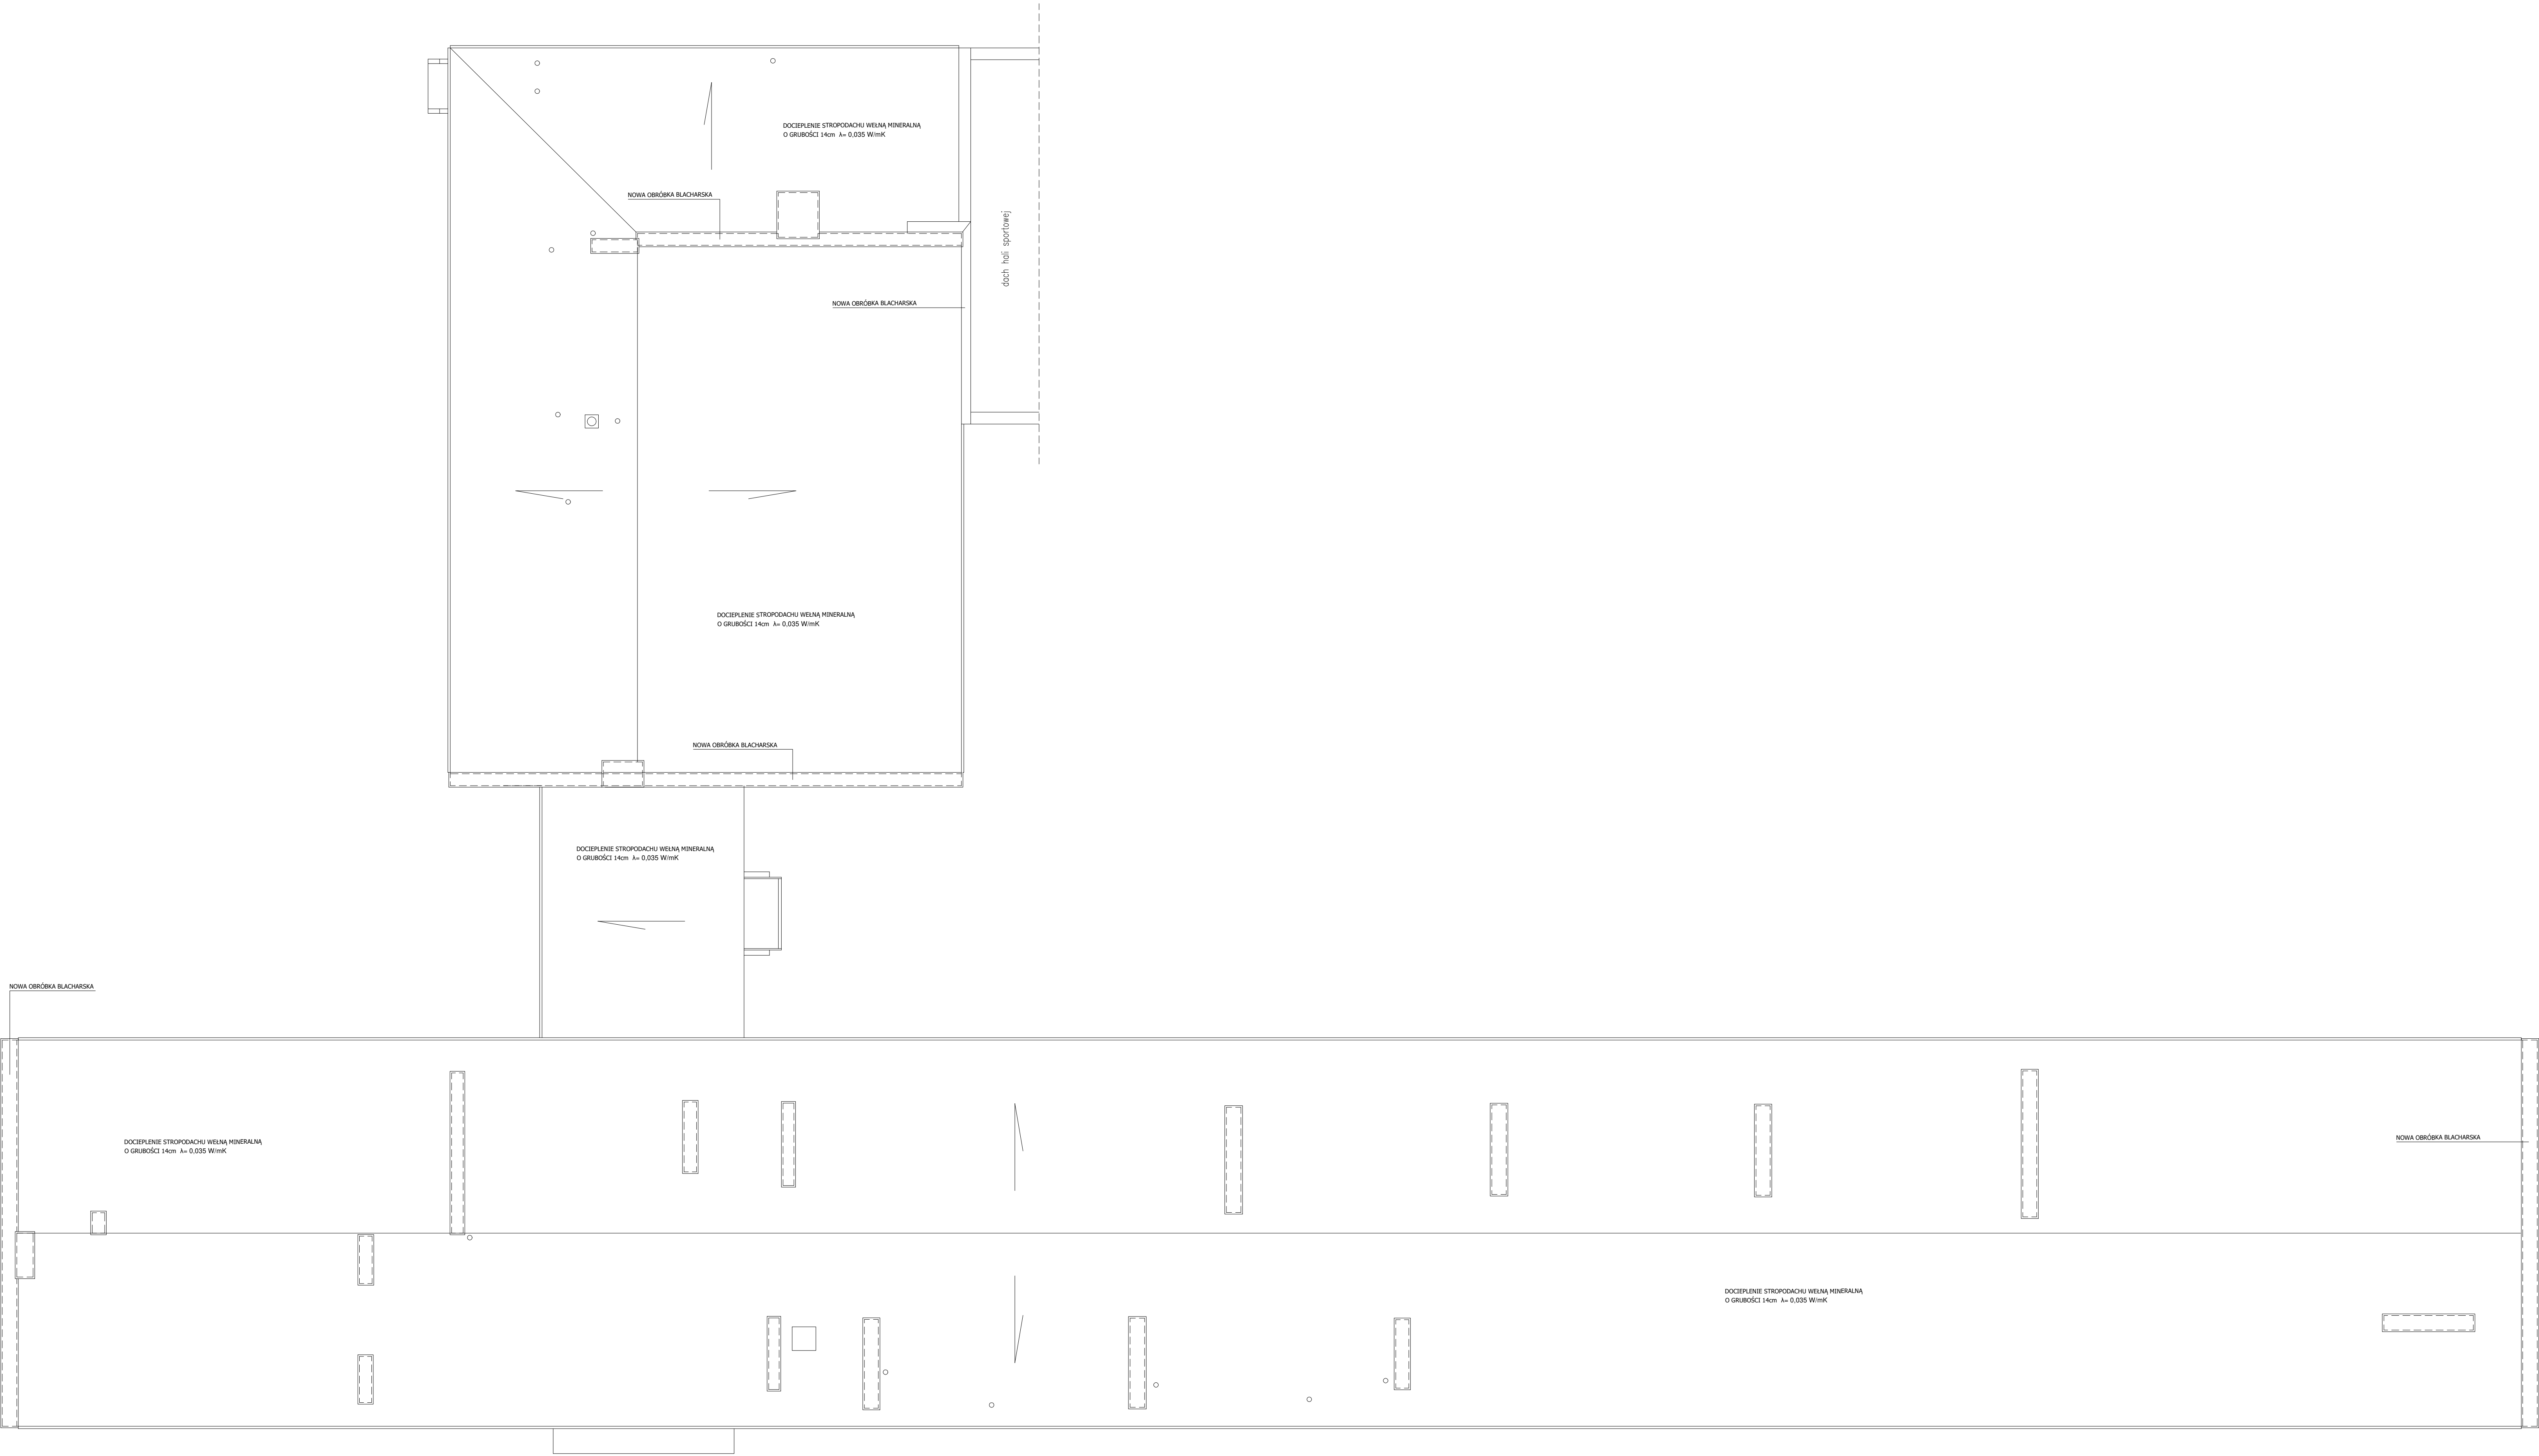 DOCIEPLENIE STROPODACHU WEŁNĄ MINERALNĄ
O GRUBOŚCI 14cm λ= 0,035 W/mK
NOWA OBRÓBKA BLACHARSKA
dach hali sportowej
NOWA OBRÓBKA BLACHARSKA
DOCIEPLENIE STROPODACHU WEŁNĄ MINERALNĄ
O GRUBOŚCI 14cm λ= 0,035 W/mK
NOWA OBRÓBKA BLACHARSKA
DOCIEPLENIE STROPODACHU WEŁNĄ MINERALNĄ
O GRUBOŚCI 14cm λ= 0,035 W/mK
NOWA OBRÓBKA BLACHARSKA
NOWA OBRÓBKA BLACHARSKA
DOCIEPLENIE STROPODACHU WEŁNĄ MINERALNĄ
O GRUBOŚCI 14cm λ= 0,035 W/mK
DOCIEPLENIE STROPODACHU WEŁNĄ MINERALNĄ
O GRUBOŚCI 14cm λ= 0,035 W/mK